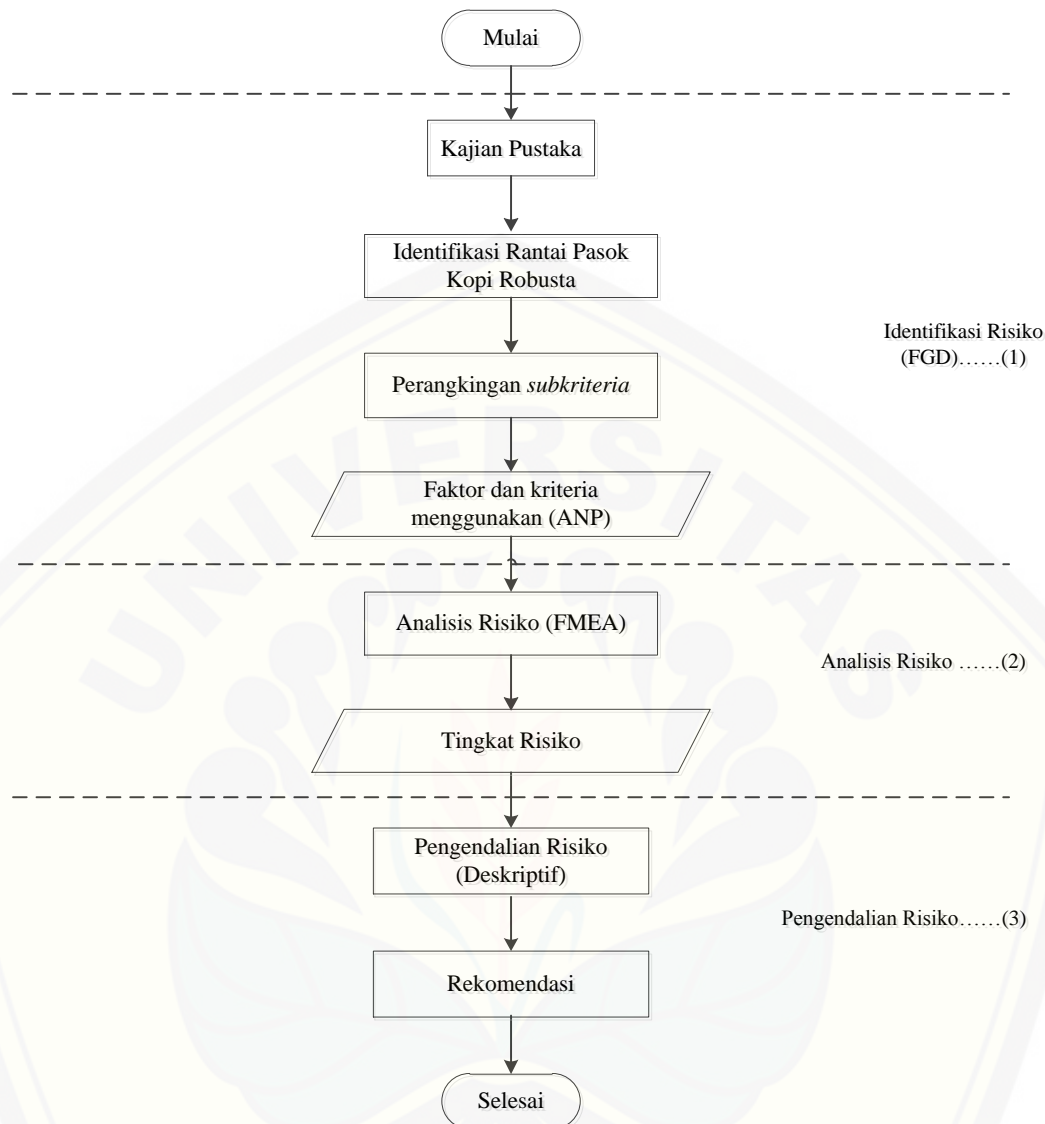 Mulai
Kajian Pustaka
Identifikasi Rantai Pasok
Kopi Robusta
Identifikasi Risiko
(FGD)......(1)
Perangkingan subkriteria
Faktor dan kriteria
menggunakan (ANP)
Analisis Risiko (FMEA)
Analisis Risiko ......(2)
Tingkat Risiko
Pengendalian Risiko
(Deskriptif)
Pengendalian Risiko......(3)
Rekomendasi
Selesai
UNIVERSITAS